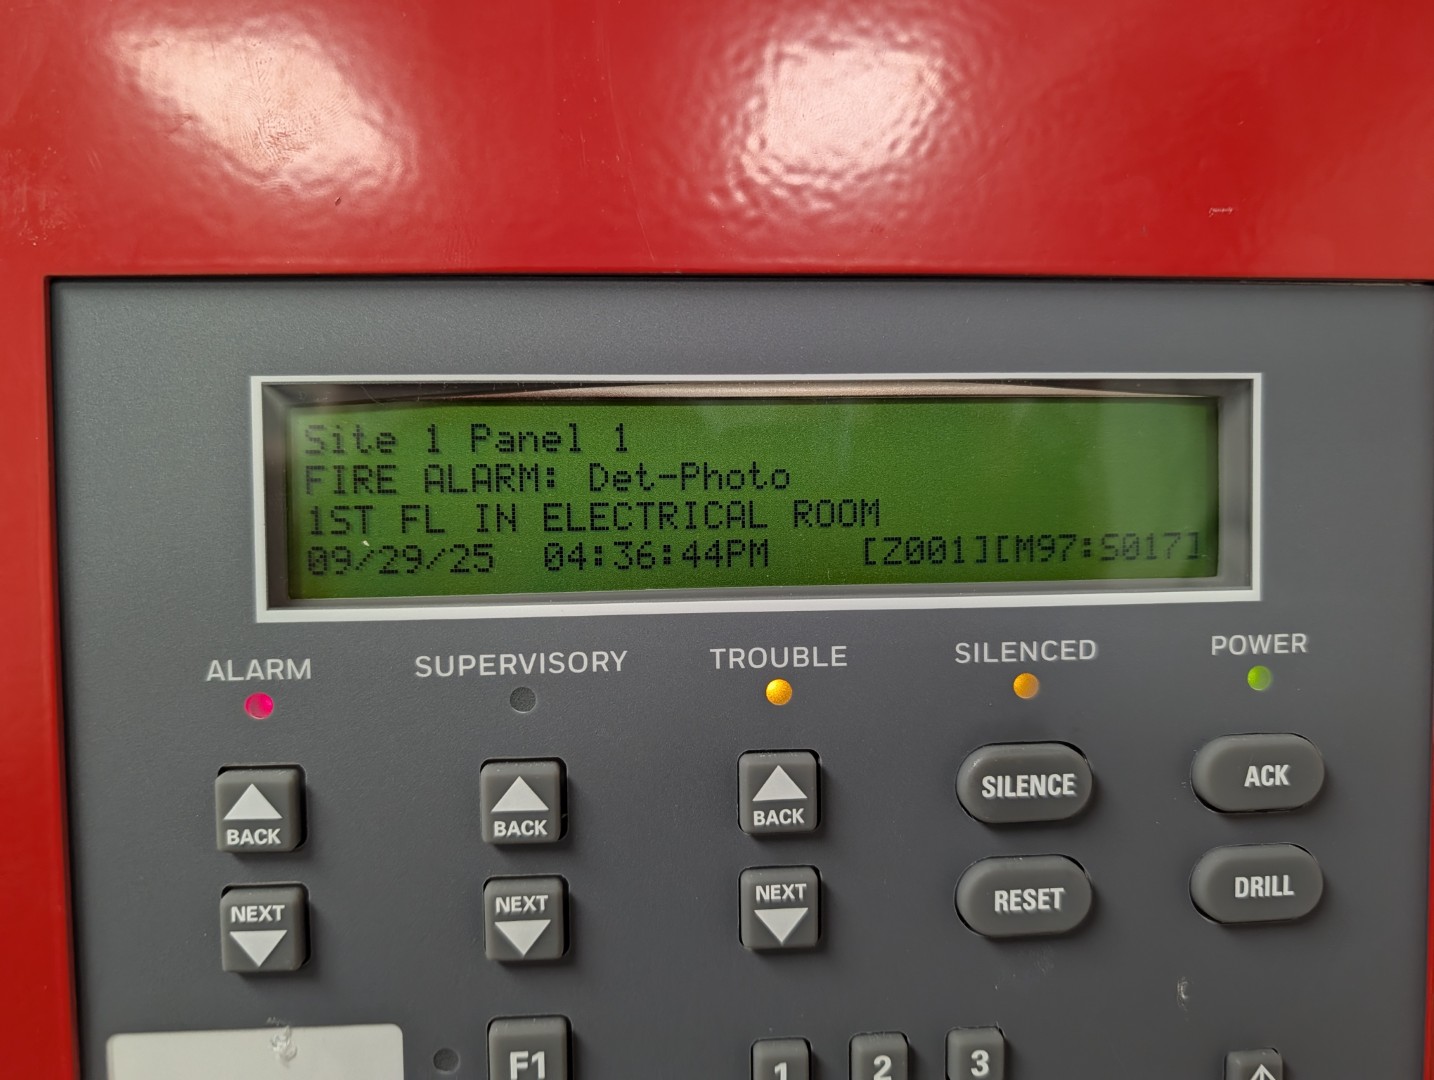 Site 1 Panel 1
FIRE ALARM: Det-Photo
1ST FL IN ELECTRICAL ROOM
09/29/25 04:36:44PM [Z001][M97:S017]
ALARM SUPERVISORY TROUBLE SILENCED POWER
BACK BACK BACK SILENCE ACK
NEXT NEXT NEXT RESET DRILL
F1 1 2 3